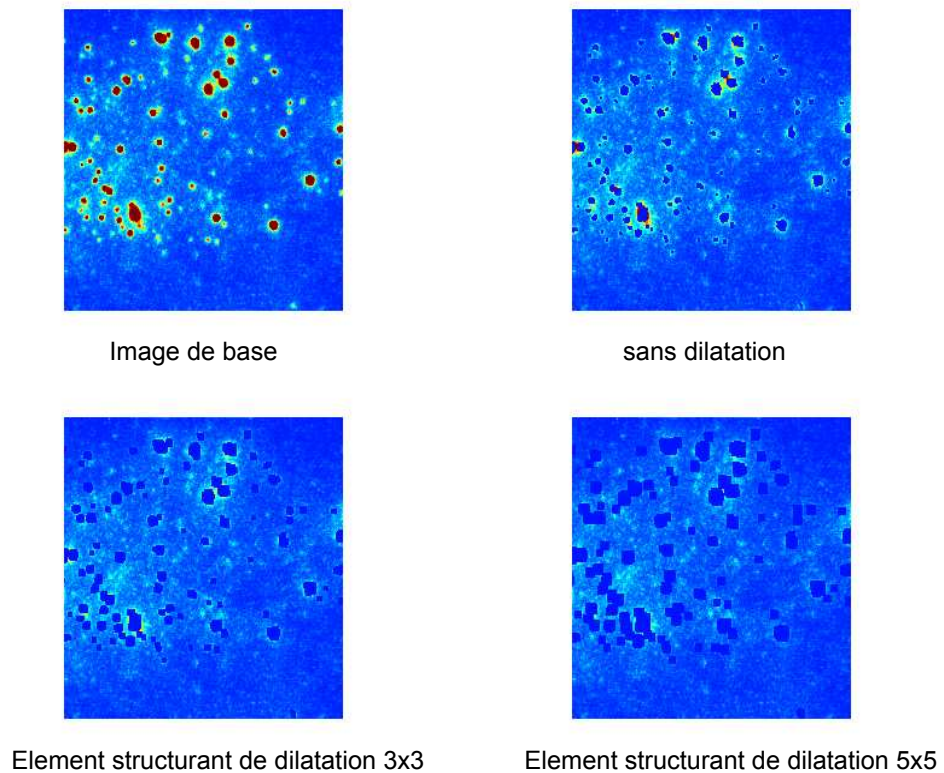 Image de base
sans dilatation
Element structurant de dilatation 3x3
Element structurant de dilatation 5x5